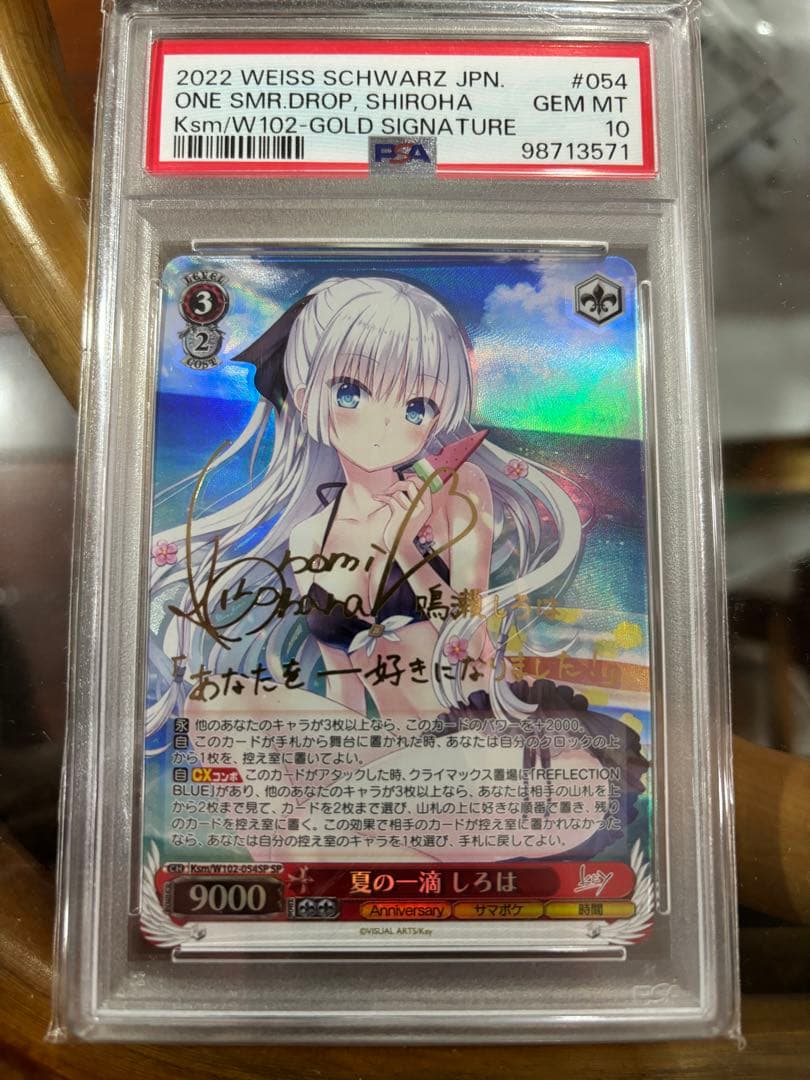 2022 WEISS SCHWARZ JPN. #054
ONE SMR.DROP, SHIROHA GEM MT
Ksm/W102-GOLD SIGNATURE 10
PSA 98713571
LEVEL
3
2
COST
鳴瀬しろは
「あなたを一好きになりました!」
永 他のあなたのキャラが3枚以上なら、このカードのパワーを+2000。
自 このカードが手札から舞台に置かれた時、あなたは自分のクロックの上
から1枚を、控え室に置いてよい。
自 CXコンボ このカードがアタックした時、クライマックス置場に「REFLECTION
BLUE」があり、他のあなたのキャラが3枚以上なら、あなたは相手の山札を上
から2枚まで見て、カードを2枚まで選び、山札の上に好きな順番で置き、残り
のカードを控え室に置く。この効果で相手のカードが控え室に置かれなかった
なら、あなたは自分の控え室のキャラを1枚選び、手札に戻してよい。
CH Ksm/W102-054SP SP
9000 夏の一滴 しろは Key
Anniversary サマポケ 時間
©VISUAL ARTS/Key